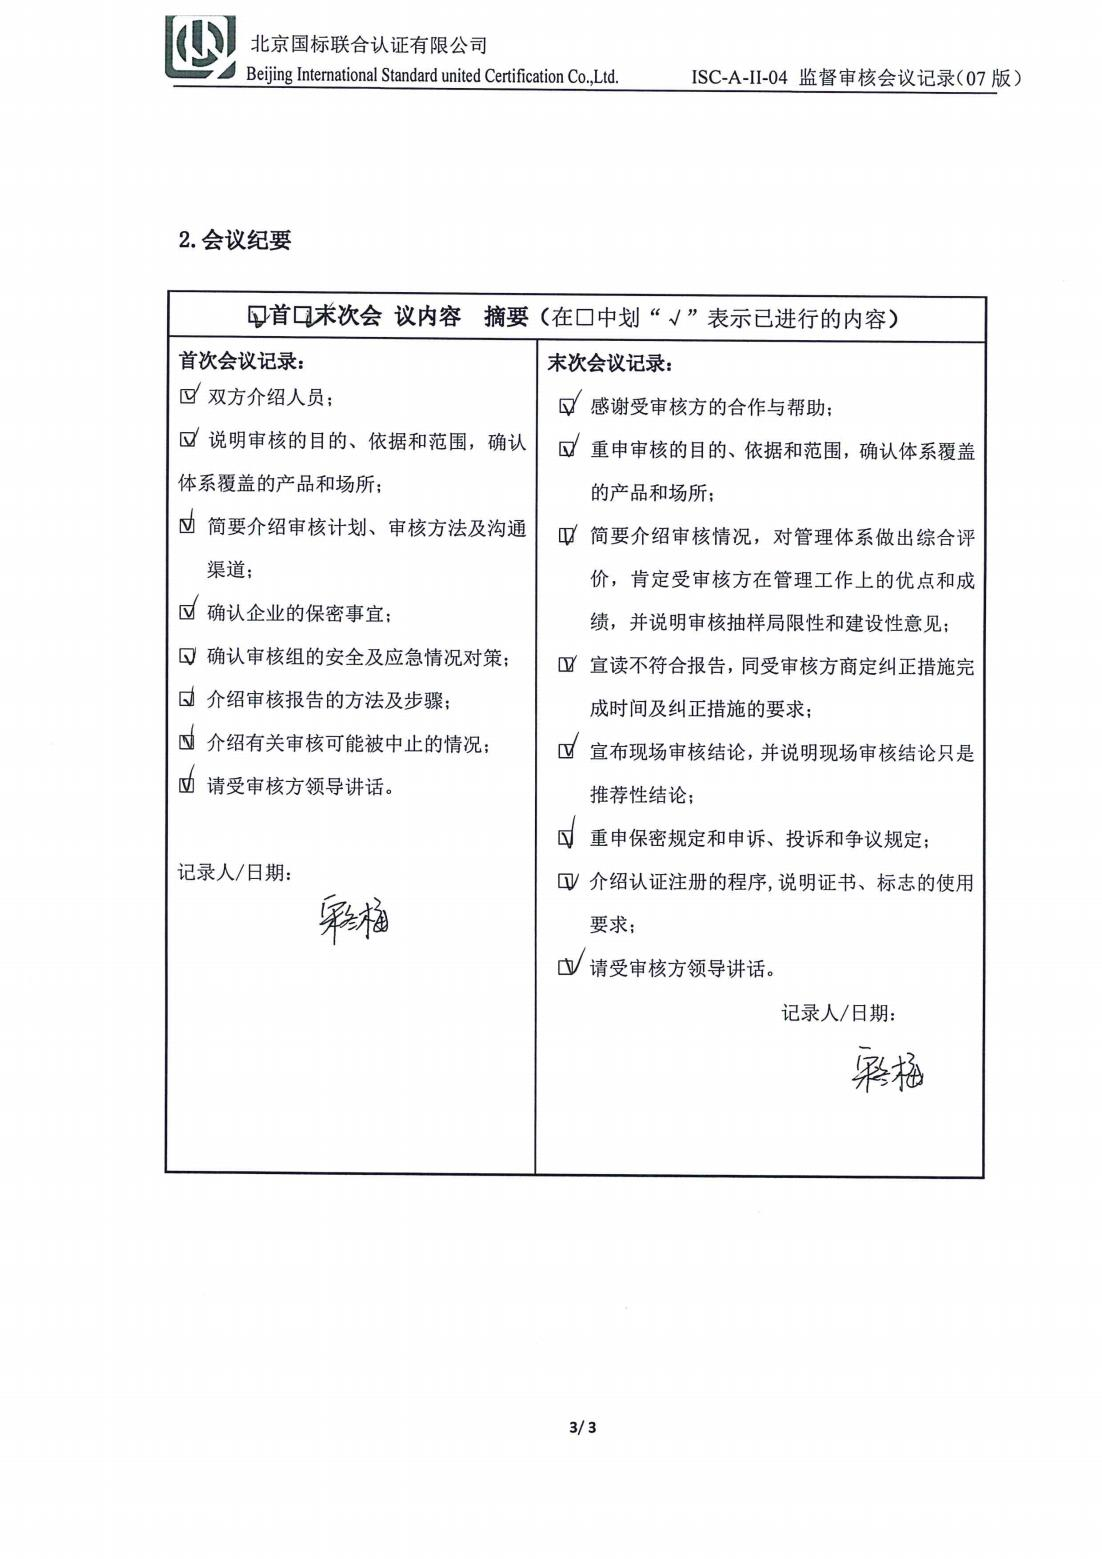 北京国标联合认证有限公司
Beijing International Standard united Certification Co.,Ltd.
ISC-A-II-04 监督审核会议记录(07版)
2.会议纪要
☑首☑末次会 议内容 摘要(在□中划“√”表示已进行的内容)
首次会议记录:
☑ 双方介绍人员;
☑ 说明审核的目的、依据和范围,确认
体系覆盖的产品和场所;
☑ 简要介绍审核计划、审核方法及沟通
渠道;
☑ 确认企业的保密事宜;
☑ 确认审核组的安全及应急情况对策;
☑ 介绍审核报告的方法及步骤;
☑ 介绍有关审核可能被中止的情况;
☑ 请受审核方领导讲话。
记录人/日期:
末次会议记录:
☑ 感谢受审核方的合作与帮助;
☑ 重申审核的目的、依据和范围,确认体系覆盖
的产品和场所;
☑ 简要介绍审核情况,对管理体系做出综合评
价,肯定受审核方在管理工作上的优点和成
绩,并说明审核抽样局限性和建设性意见;
☑ 宣读不符合报告,同受审核方商定纠正措施完
成时间及纠正措施的要求;
☑ 宣布现场审核结论,并说明现场审核结论只是
推荐性结论;
☑ 重申保密规定和申诉、投诉和争议规定;
☑ 介绍认证注册的程序,说明证书、标志的使用
要求;
☑ 请受审核方领导讲话。
记录人/日期:
3/3